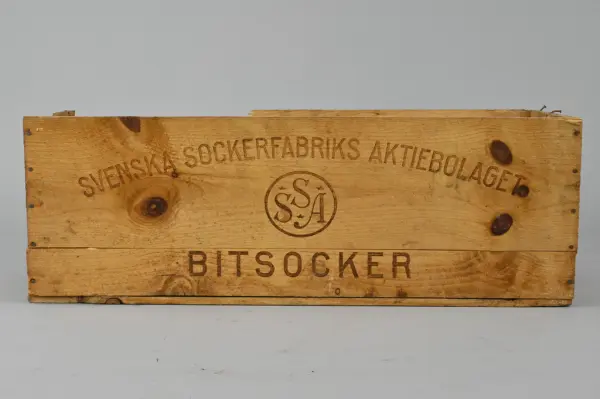 SVENSKA SOCKERFABRIKS AKTIEBOLAGET
SSA
BITSOCKER